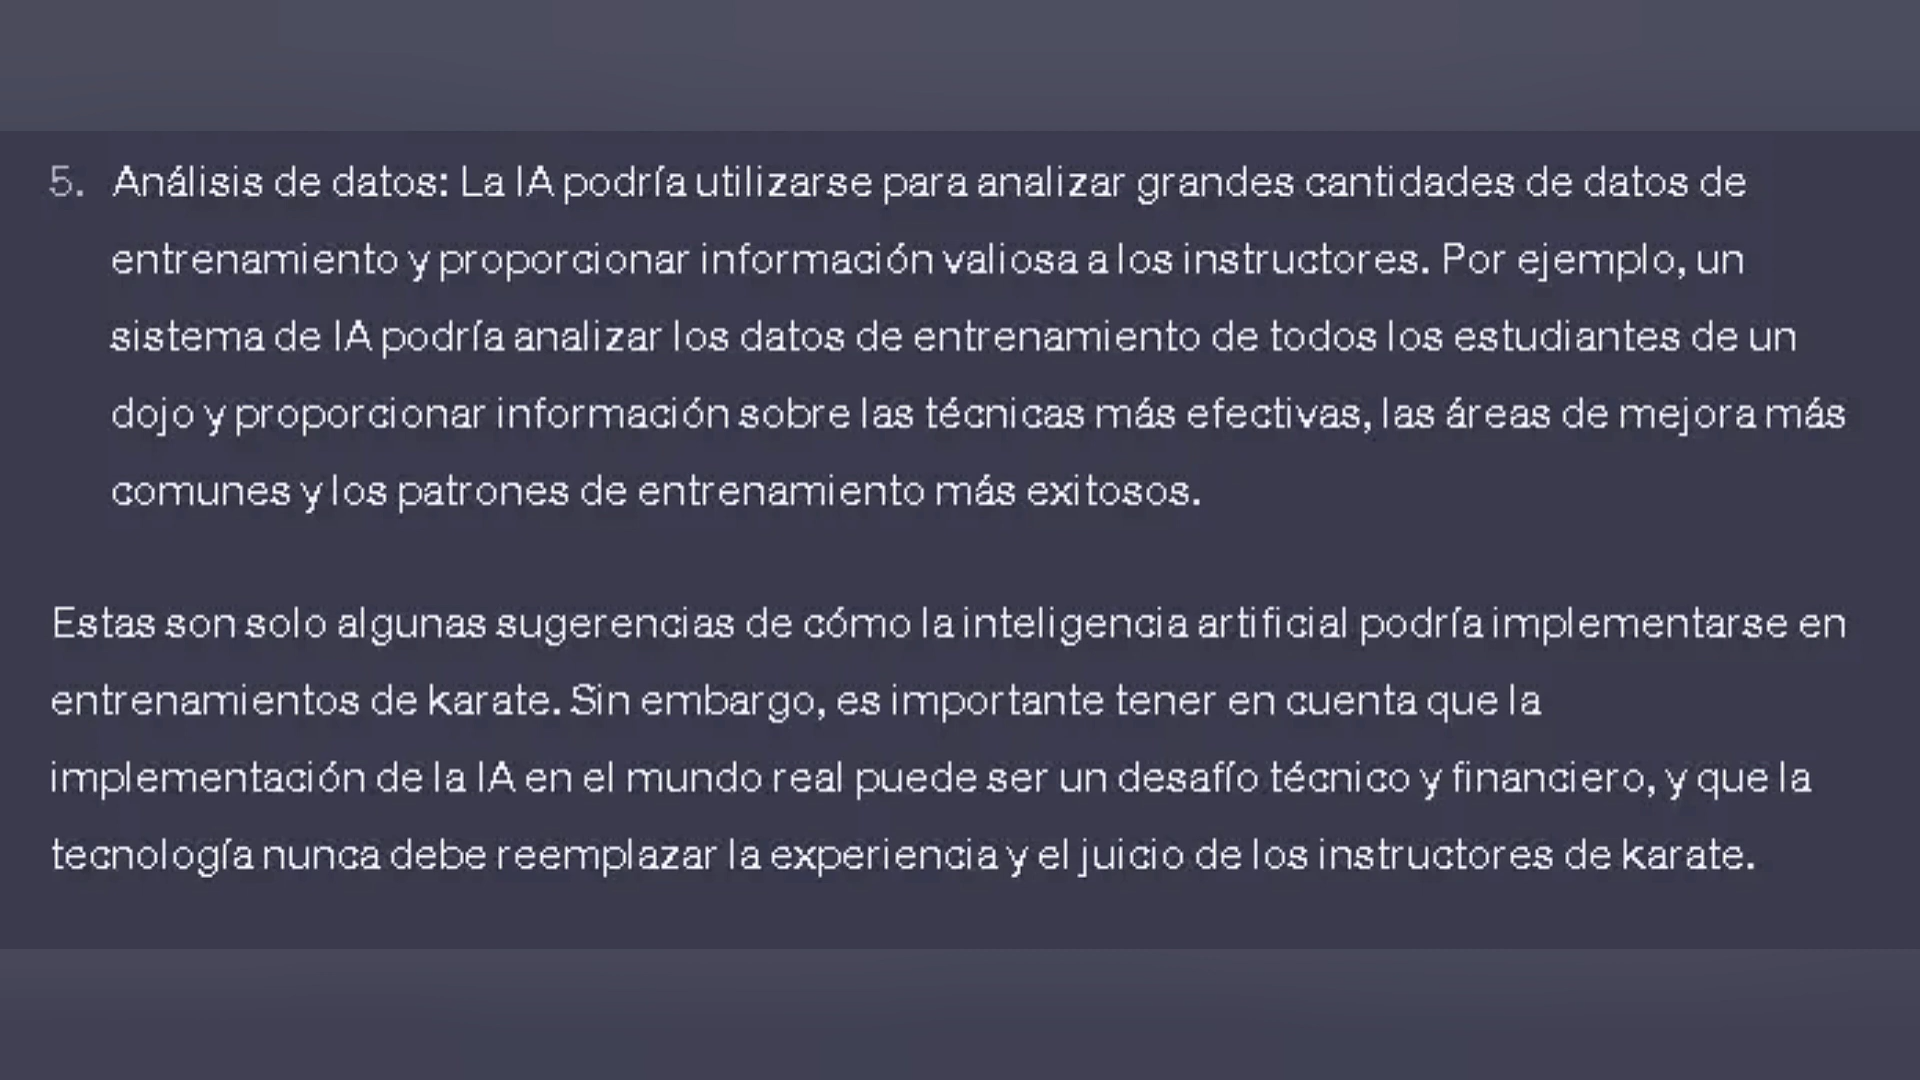 5. Análisis de datos: La IA podría utilizarse para analizar grandes cantidades de datos de
entrenamiento y proporcionar información valiosa a los instructores. Por ejemplo, un
sistema de IA podría analizar los datos de entrenamiento de todos los estudiantes de un
dojo y proporcionar información sobre las técnicas más efectivas, las áreas de mejora más
comunes y los patrones de entrenamiento más exitosos.
Estas son solo algunas sugerencias de cómo la inteligencia artificial podría implementarse en
entrenamientos de karate. Sin embargo, es importante tener en cuenta que la
implementación de la IA en el mundo real puede ser un desafío técnico y financiero, y que la
tecnología nunca debe reemplazar la experiencia y el juicio de los instructores de karate.